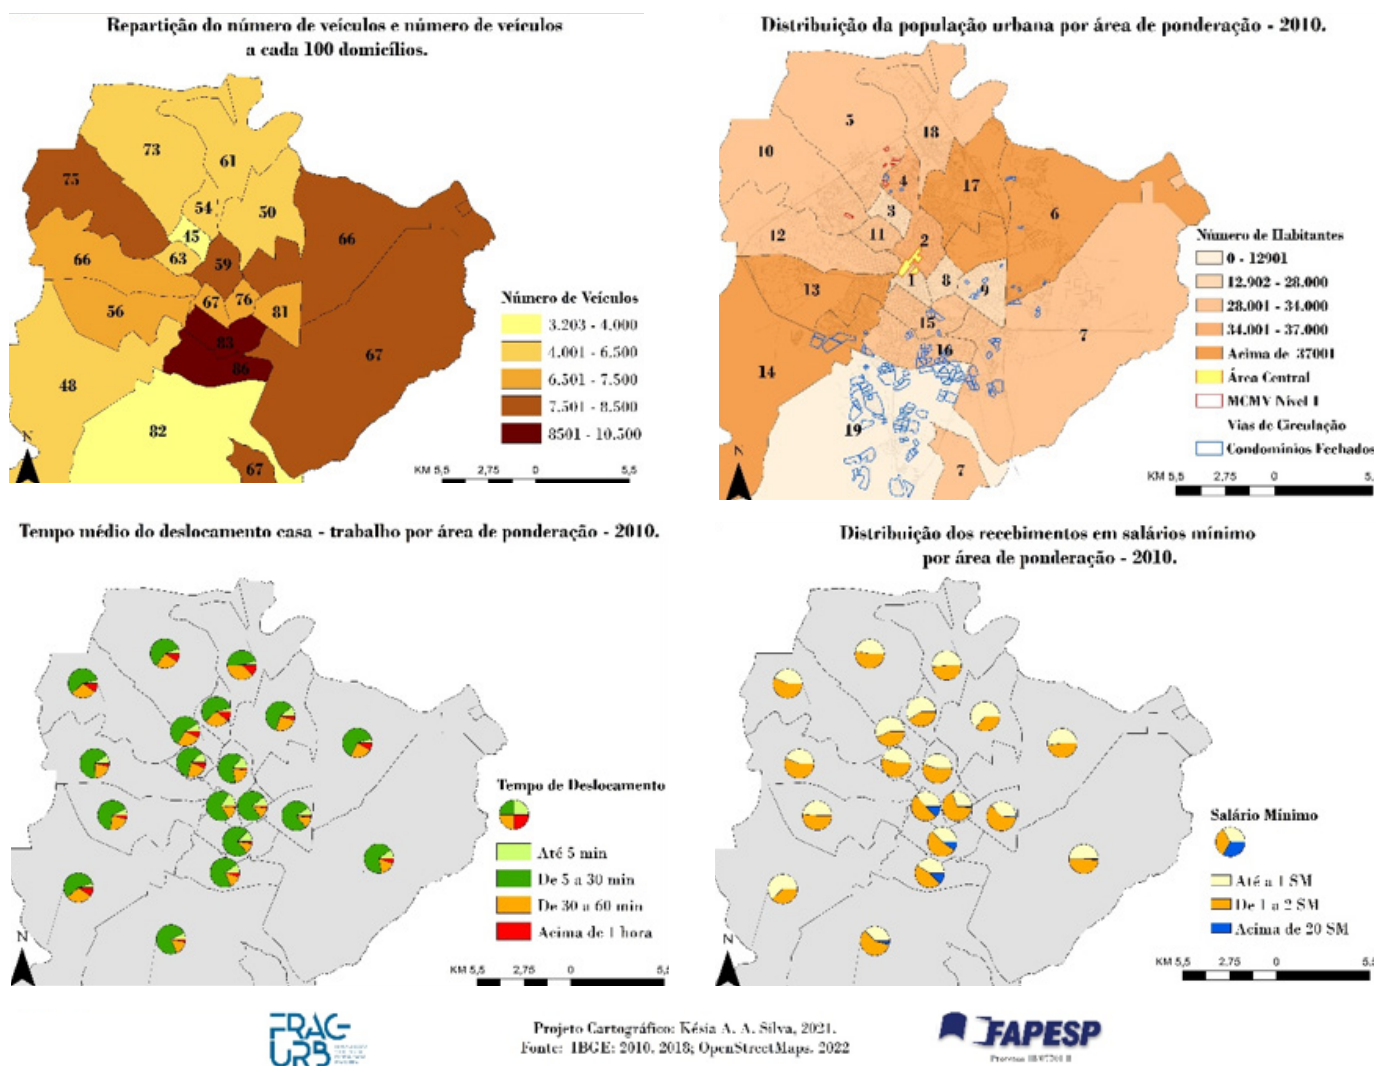 Repartição do número de veículos e número de veículos
a cada 100 domicílios.
73
61
75
54
50
45
66
66
63
59
67
76
81
56
83
67
86
48
82
67
N
Número de Veículos
3.203 - 4.000
4.001 - 6.500
6.501 - 7.500
7.501 - 8.500
8501 - 10.500
KM 5,5 2,75 0 5,5
Distribuição da população urbana por área de ponderação - 2010.
5
18
10
4
17
3
6
12
11
2
1
8
9
13
15
7
16
14
19
7
N
Número de Habitantes
0 - 12901
12.902 - 28.000
28.001 - 34.000
34.001 - 37.000
Acima de 37001
Área Central
MCMV Nível I
Vias de Circulação
Condomínios Fechados
KM 5,5 2,75 0 5,
Tempo médio do deslocamento casa - trabalho por área de ponderação - 2010.
Tempo de Deslocamento
Até 5 min
De 5 a 30 min
De 30 a 60 min
Acima de 1 hora
N
KM 5,5 2,75 0 5,
Distribuição dos recebimentos em salários mínimo
por área de ponderação - 2010.
Salário Mínimo
Até a 1 SM
De 1 a 2 SM
Acima de 20 SM
N
KM 5,5 2,75 0 5,5
FRAG-
URB
Projeto Cartográfico: Késia A. A. Silva, 2021.
Fonte: IBGE: 2010. 2018; OpenStreetMaps. 2022
FAPESP
Processo